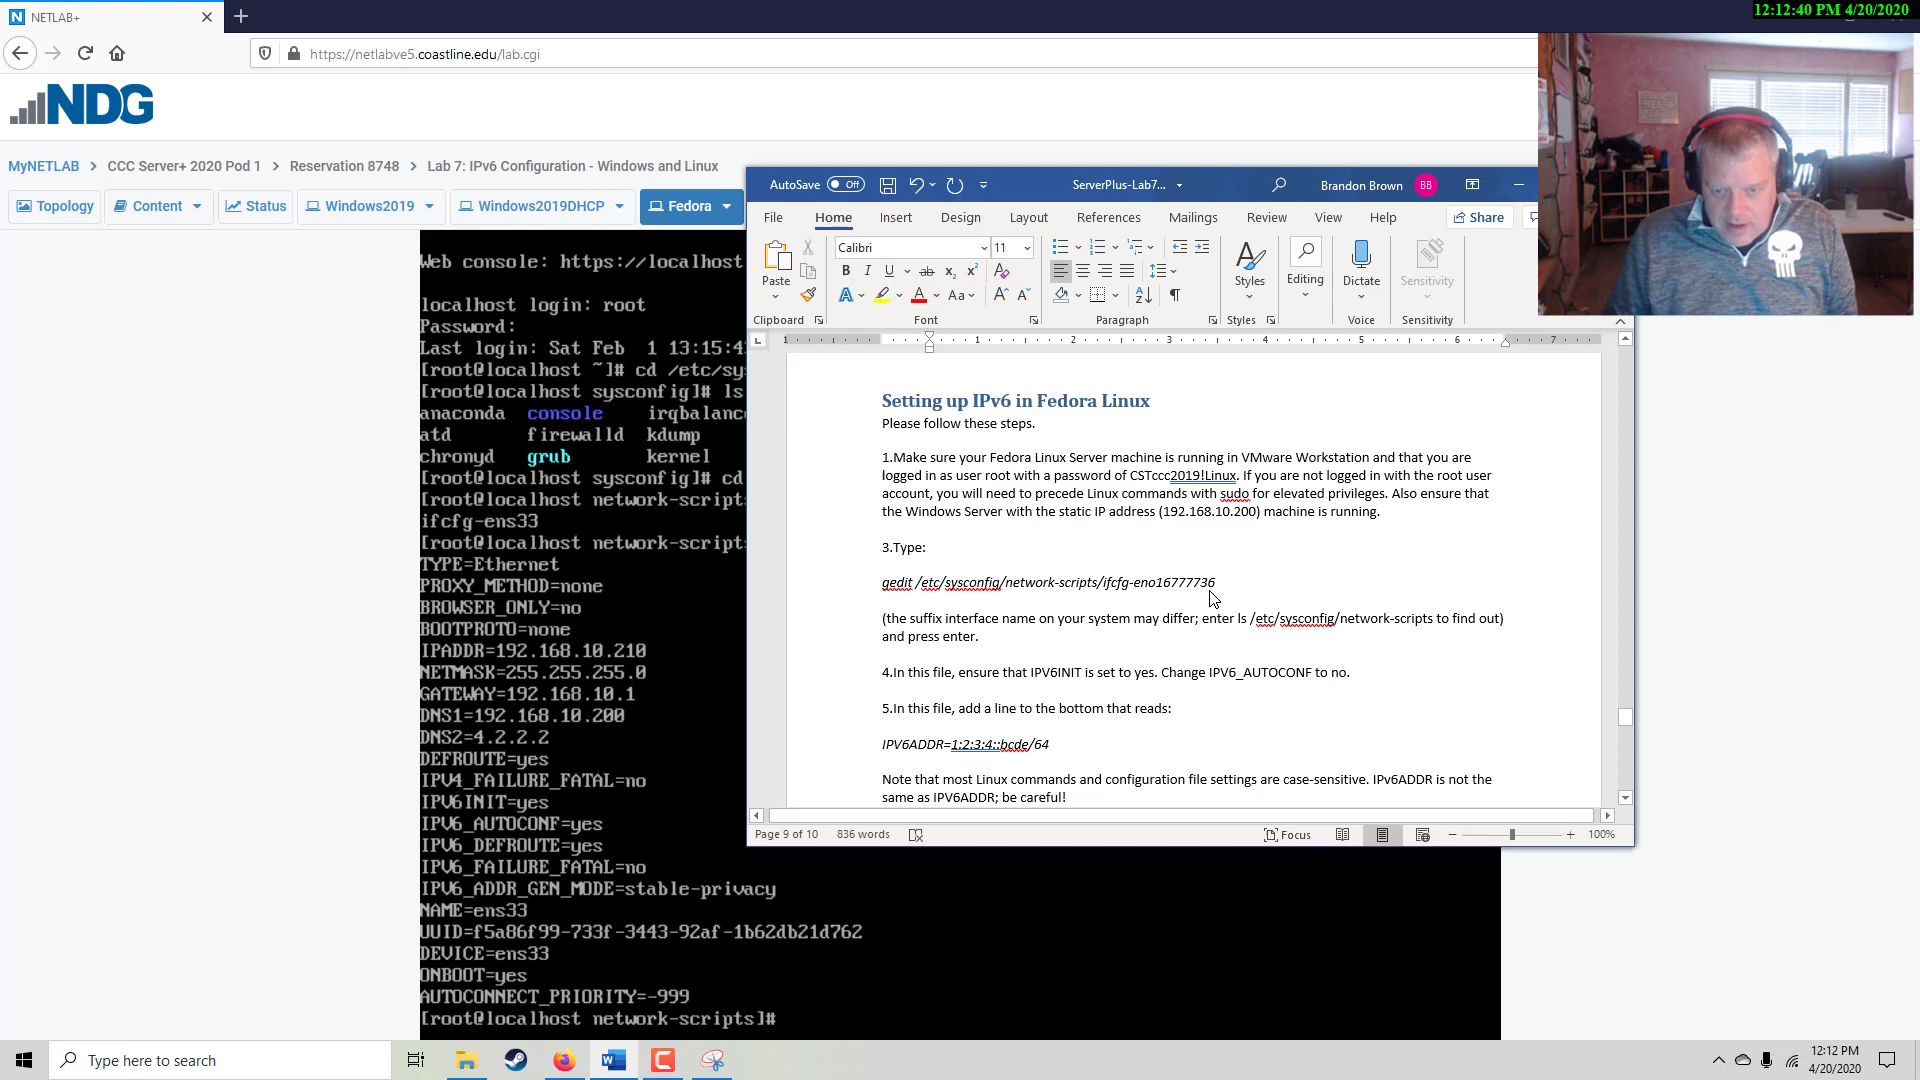 12:12:40 PM 4/20/2020
NETLAB+
https://netlabve5.coastline.edu/lab.cgi
NDG
MyNETLAB > CCC Server+ 2020 Pod 1 > Reservation 8748 > Lab 7: IPv6 Configuration - Windows and Linux
Topology Content Status Windows2019 Windows2019DHCP Fedora
AutoSave Off ServerPlus-Lab7... Brandon Brown BB
File Home Insert Design Layout References Mailings Review View Help Share
Calibri 11
Paste Styles Editing Dictate Sensitivity
Clipboard Font Paragraph Styles Voice Sensitivity
1 1 2 3 4 5 6 7
Web console: https://localhost
localhost login: root
Password:
Last login: Sat Feb 1 13:15:4
[root@localhost ~]# cd /etc/sys
[root@localhost sysconfig]# ls
anaconda console irqbalance
atd firewalld kdump
chronyd grub kernel
[root@localhost sysconfig]# cd
[root@localhost network-scripts
ifcfg-ens33
[root@localhost network-scripts
TYPE=Ethernet
PROXY_METHOD=none
BROWSER_ONLY=no
BOOTPROTO=none
IPADDR=192.168.10.210
NETMASK=255.255.255.0
GATEWAY=192.168.10.1
DNS1=192.168.10.200
DNS2=4.2.2.2
DEFROUTE=yes
IPV4_FAILURE_FATAL=no
IPV6INIT=yes
IPV6_AUTOCONF=yes
IPV6_DEFROUTE=yes
IPV6_FAILURE_FATAL=no
IPV6_ADDR_GEN_MODE=stable-privacy
NAME=ens33
UUID=f5a86f99-733f-3443-92af-1b62db21d762
DEVICE=ens33
ONBOOT=yes
AUTOCONNECT_PRIORITY=-999
[root@localhost network-scripts]#
Setting up IPv6 in Fedora Linux
Please follow these steps.
1.Make sure your Fedora Linux Server machine is running in VMware Workstation and that you are
logged in as user root with a password of CSTccc2019!Linux. If you are not logged in with the root user
account, you will need to precede Linux commands with sudo for elevated privileges. Also ensure that
the Windows Server with the static IP address (192.168.10.200) machine is running.
3.Type:
gedit /etc/sysconfig/network-scripts/ifcfg-eno16777736
(the suffix interface name on your system may differ; enter ls /etc/sysconfig/network-scripts to find out)
and press enter.
4.In this file, ensure that IPV6INIT is set to yes. Change IPV6_AUTOCONF to no.
5.In this file, add a line to the bottom that reads:
IPV6ADDR=1:2:3:4::bcde/64
Note that most Linux commands and configuration file settings are case-sensitive. IPv6ADDR is not the
same as IPV6ADDR; be careful!
Page 9 of 10 836 words Focus 100%
Type here to search
12:12 PM
4/20/2020